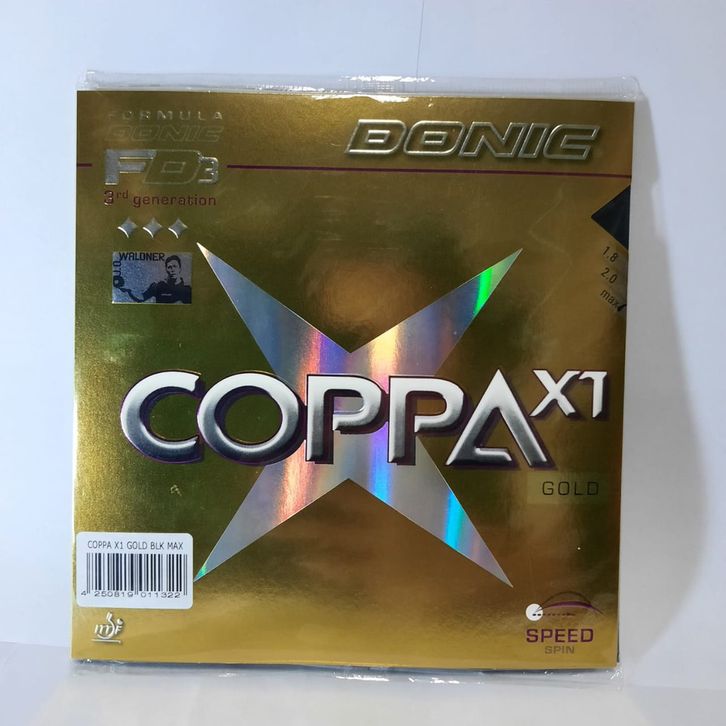 FORMULA
DONIC
DONIC
FD3
3rd generation
J.O. WALDNER
1.8
2.0
max
COPPA X1
GOLD
COPPA X1 GOLD BLK MAX
4 250819 011322
ITTF
SPEED
SPIN